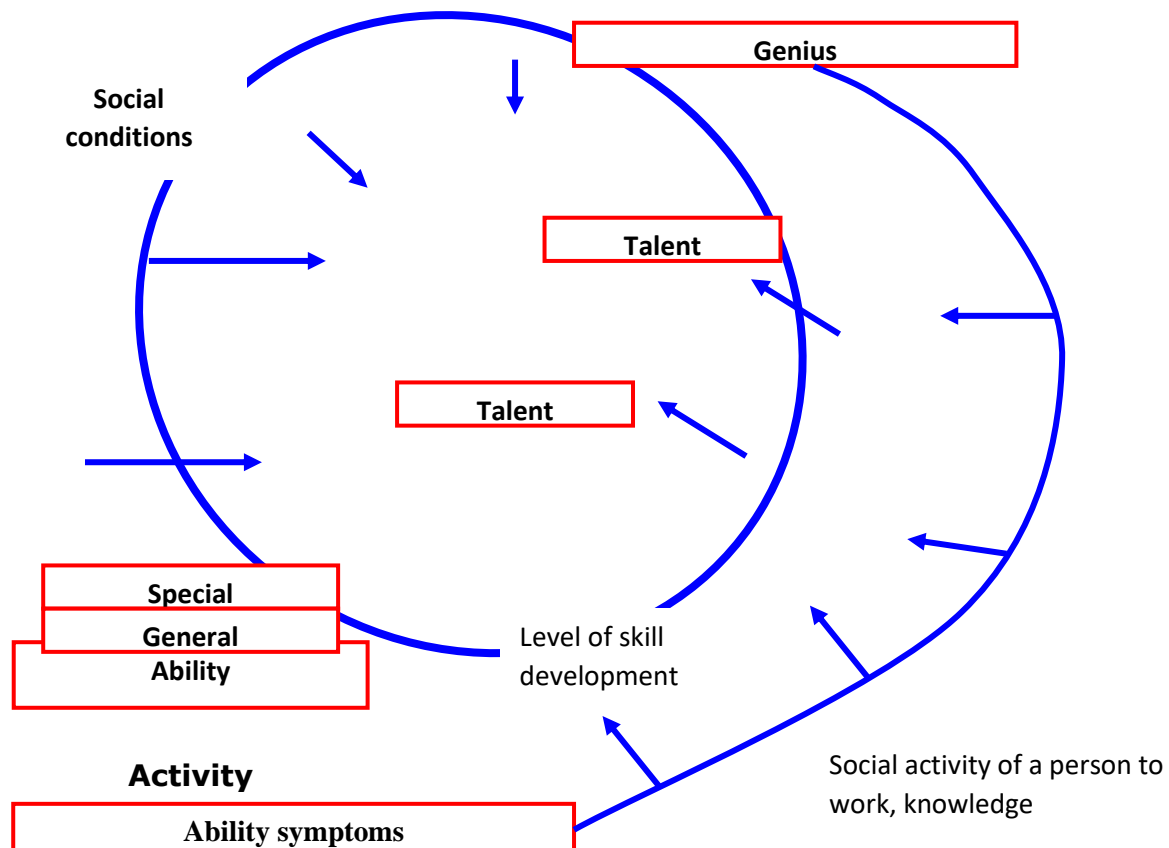 Genius
Social
conditions
Talent
Talent
Special
General
Ability
Level of skill
development
Activity
Social activity of a person to
work, knowledge
Ability symptoms